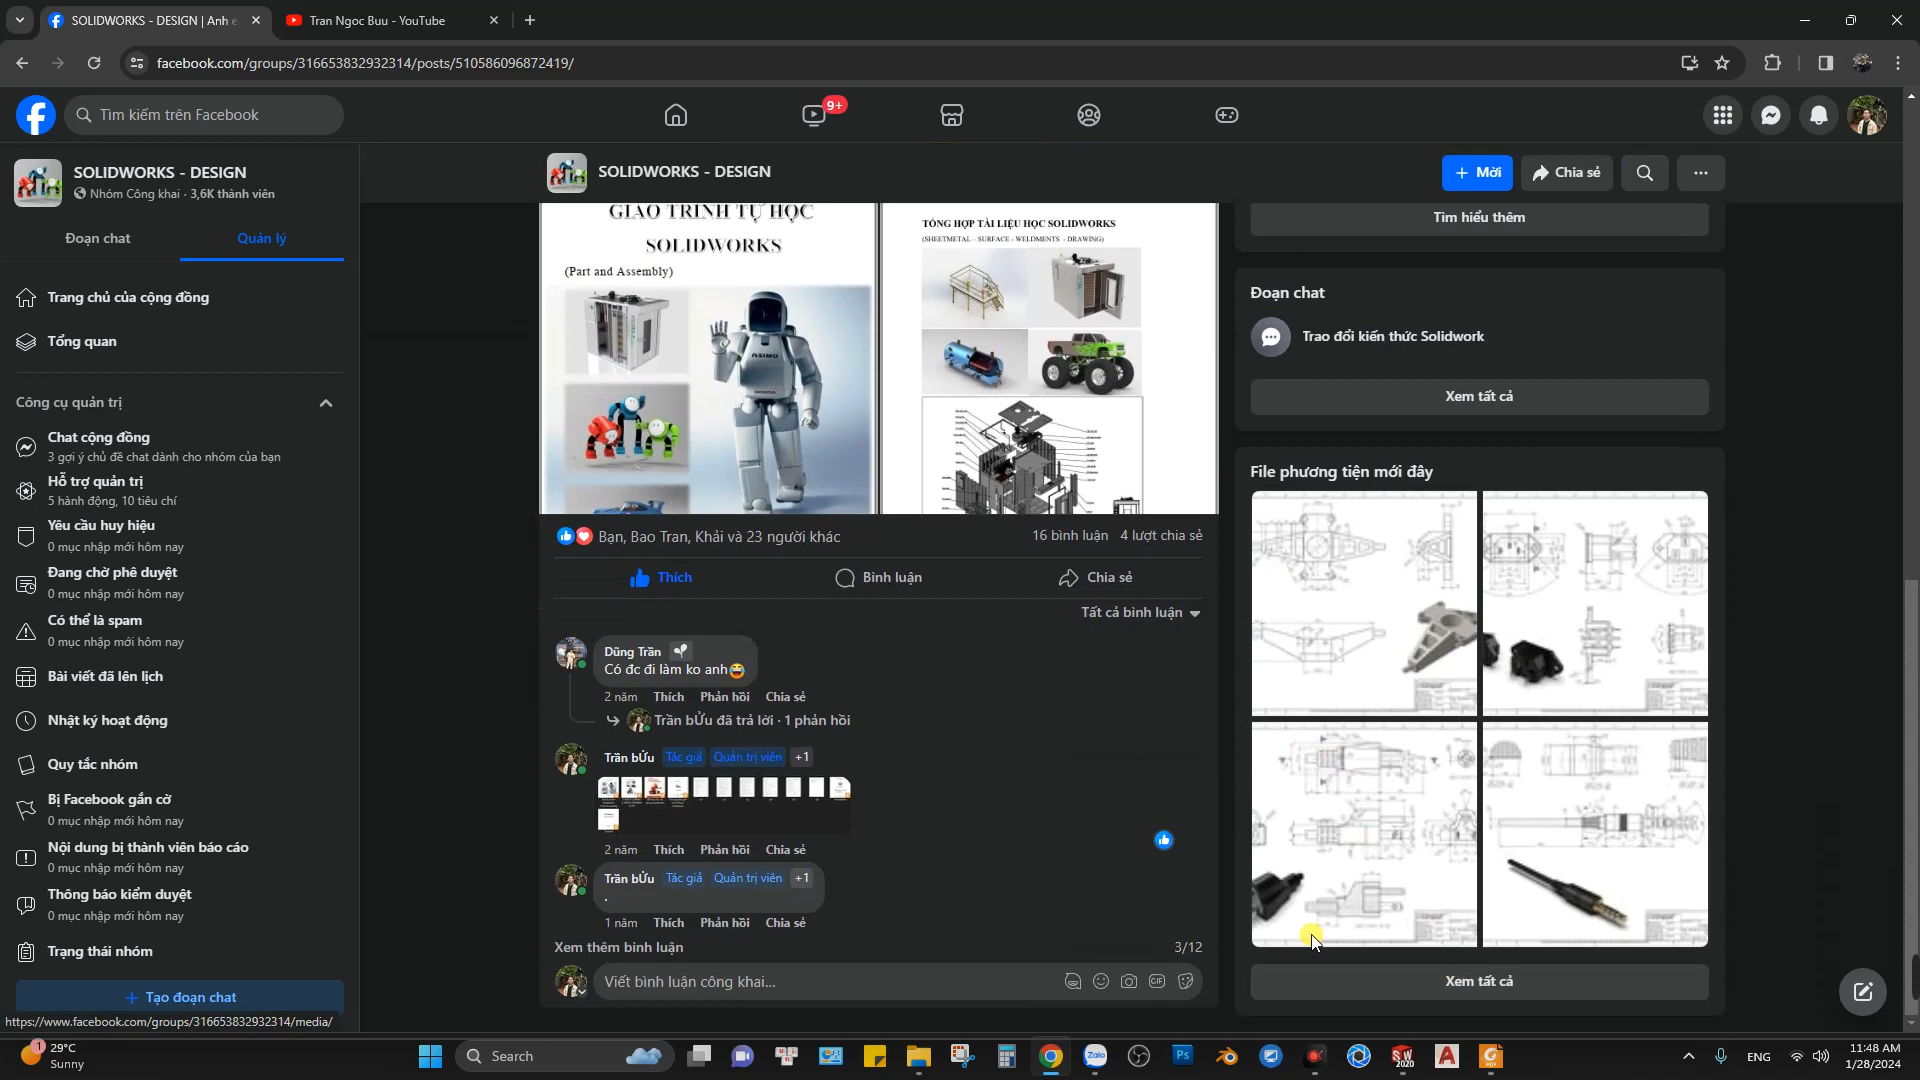 SOLIDWORKS - DESIGN | Anh e
Tran Ngoc Buu - YouTube
facebook.com/groups/316653832932314/posts/510586096872419/
Tìm kiếm trên Facebook
9+
SOLIDWORKS - DESIGN
Nhóm Công khai · 3,6K thành viên
Đoạn chat
Quản lý
Trang chủ của cộng đồng
Tổng quan
Công cụ quản trị
Chat cộng đồng
3 gợi ý chủ đề chat dành cho nhóm của bạn
Hỗ trợ quản trị
5 hành động, 10 tiêu chí
Yêu cầu huy hiệu
0 mục nhập mới hôm nay
Đang chờ phê duyệt
0 mục nhập mới hôm nay
Có thể là spam
0 mục nhập mới hôm nay
Bài viết đã lên lịch
Nhật ký hoạt động
Quy tắc nhóm
Bị Facebook gắn cờ
0 mục nhập mới hôm nay
Nội dung bị thành viên báo cáo
0 mục nhập mới hôm nay
Thông báo kiểm duyệt
0 mục nhập mới hôm nay
Trạng thái nhóm
+ Tạo đoạn chat
https://www.facebook.com/groups/316653832932314/media/
SOLIDWORKS - DESIGN
+ Mời
Chia sẻ
GIÁO TRÌNH TỰ HỌC
SOLIDWORKS
(Part and Assembly)
ASIMO
HONDA
TỔNG HỢP TÀI LIỆU HỌC SOLIDWORKS
(SHEETMETAL – SURFACE - WELDMENTS - DRAWING)
Bạn, Bao Tran, Khải và 23 người khác
16 bình luận 4 lượt chia sẻ
Thích
Bình luận
Chia sẻ
Tất cả bình luận
Dũng Trần
Có đc đi làm ko anh😆
2 năm Thích Phản hồi Chia sẻ
Trần bỬu đã trả lời · 1 phản hồi
Trần bỬu Tác giả Quản trị viên +1
2 năm Thích Phản hồi Chia sẻ
Trần bỬu Tác giả Quản trị viên +1
.
1 năm Thích Phản hồi Chia sẻ
Xem thêm bình luận
3/12
Viết bình luận công khai...
GIF
Tìm hiểu thêm
Đoạn chat
Trao đổi kiến thức Solidwork
Xem tất cả
File phương tiện mới đây
Xem tất cả
1
29°C
Sunny
Search
Zalo
Ps
SW
2020
A
PDF
ENG
11:48 AM
1/28/2024